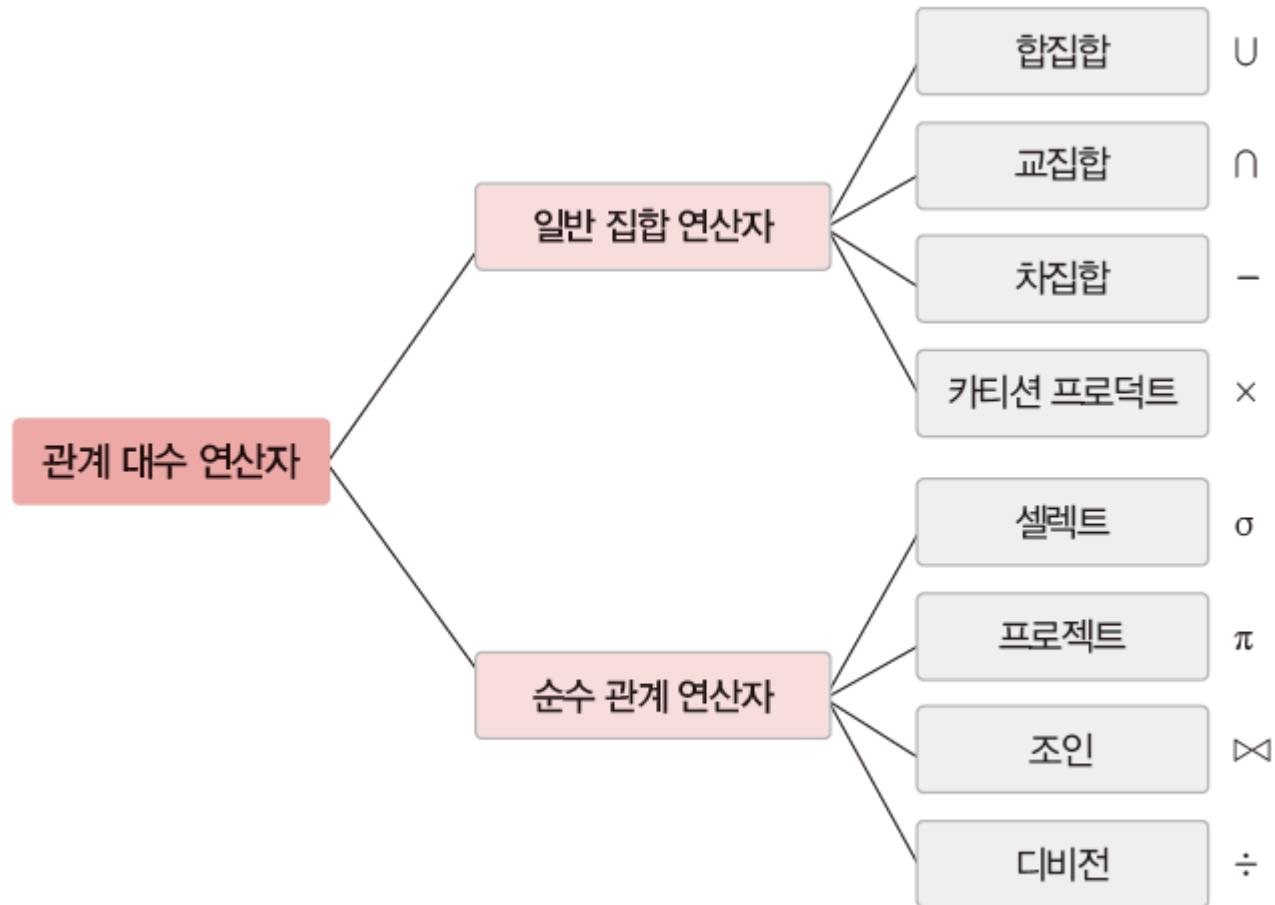 합집합 ∪
교집합 ∩
일반 집합 연산자
차집합 −
카티션 프로덕트 ×
관계 대수 연산자
셀렉트 σ
프로젝트 π
순수 관계 연산자
조인 ⋈
디비전 ÷